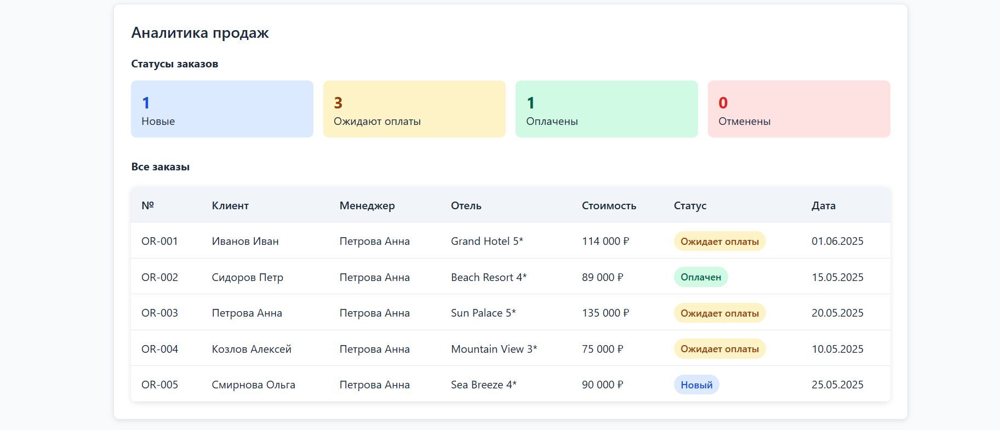 Аналитика продаж
Статусы заказов
1
Новые
3
Ожидают оплаты
1
Оплачены
0
Отменены
Все заказы
№ Клиент Менеджер Отель Стоимость Статус Дата
OR-001 Иванов Иван Петрова Анна Grand Hotel 5* 114 000 ₽ Ожидает оплаты 01.06.2025
OR-002 Сидоров Петр Петрова Анна Beach Resort 4* 89 000 ₽ Оплачен 15.05.2025
OR-003 Петрова Анна Петрова Анна Sun Palace 5* 135 000 ₽ Ожидает оплаты 20.05.2025
OR-004 Козлов Алексей Петрова Анна Mountain View 3* 75 000 ₽ Ожидает оплаты 10.05.2025
OR-005 Смирнова Ольга Петрова Анна Sea Breeze 4* 90 000 ₽ Новый 25.05.2025